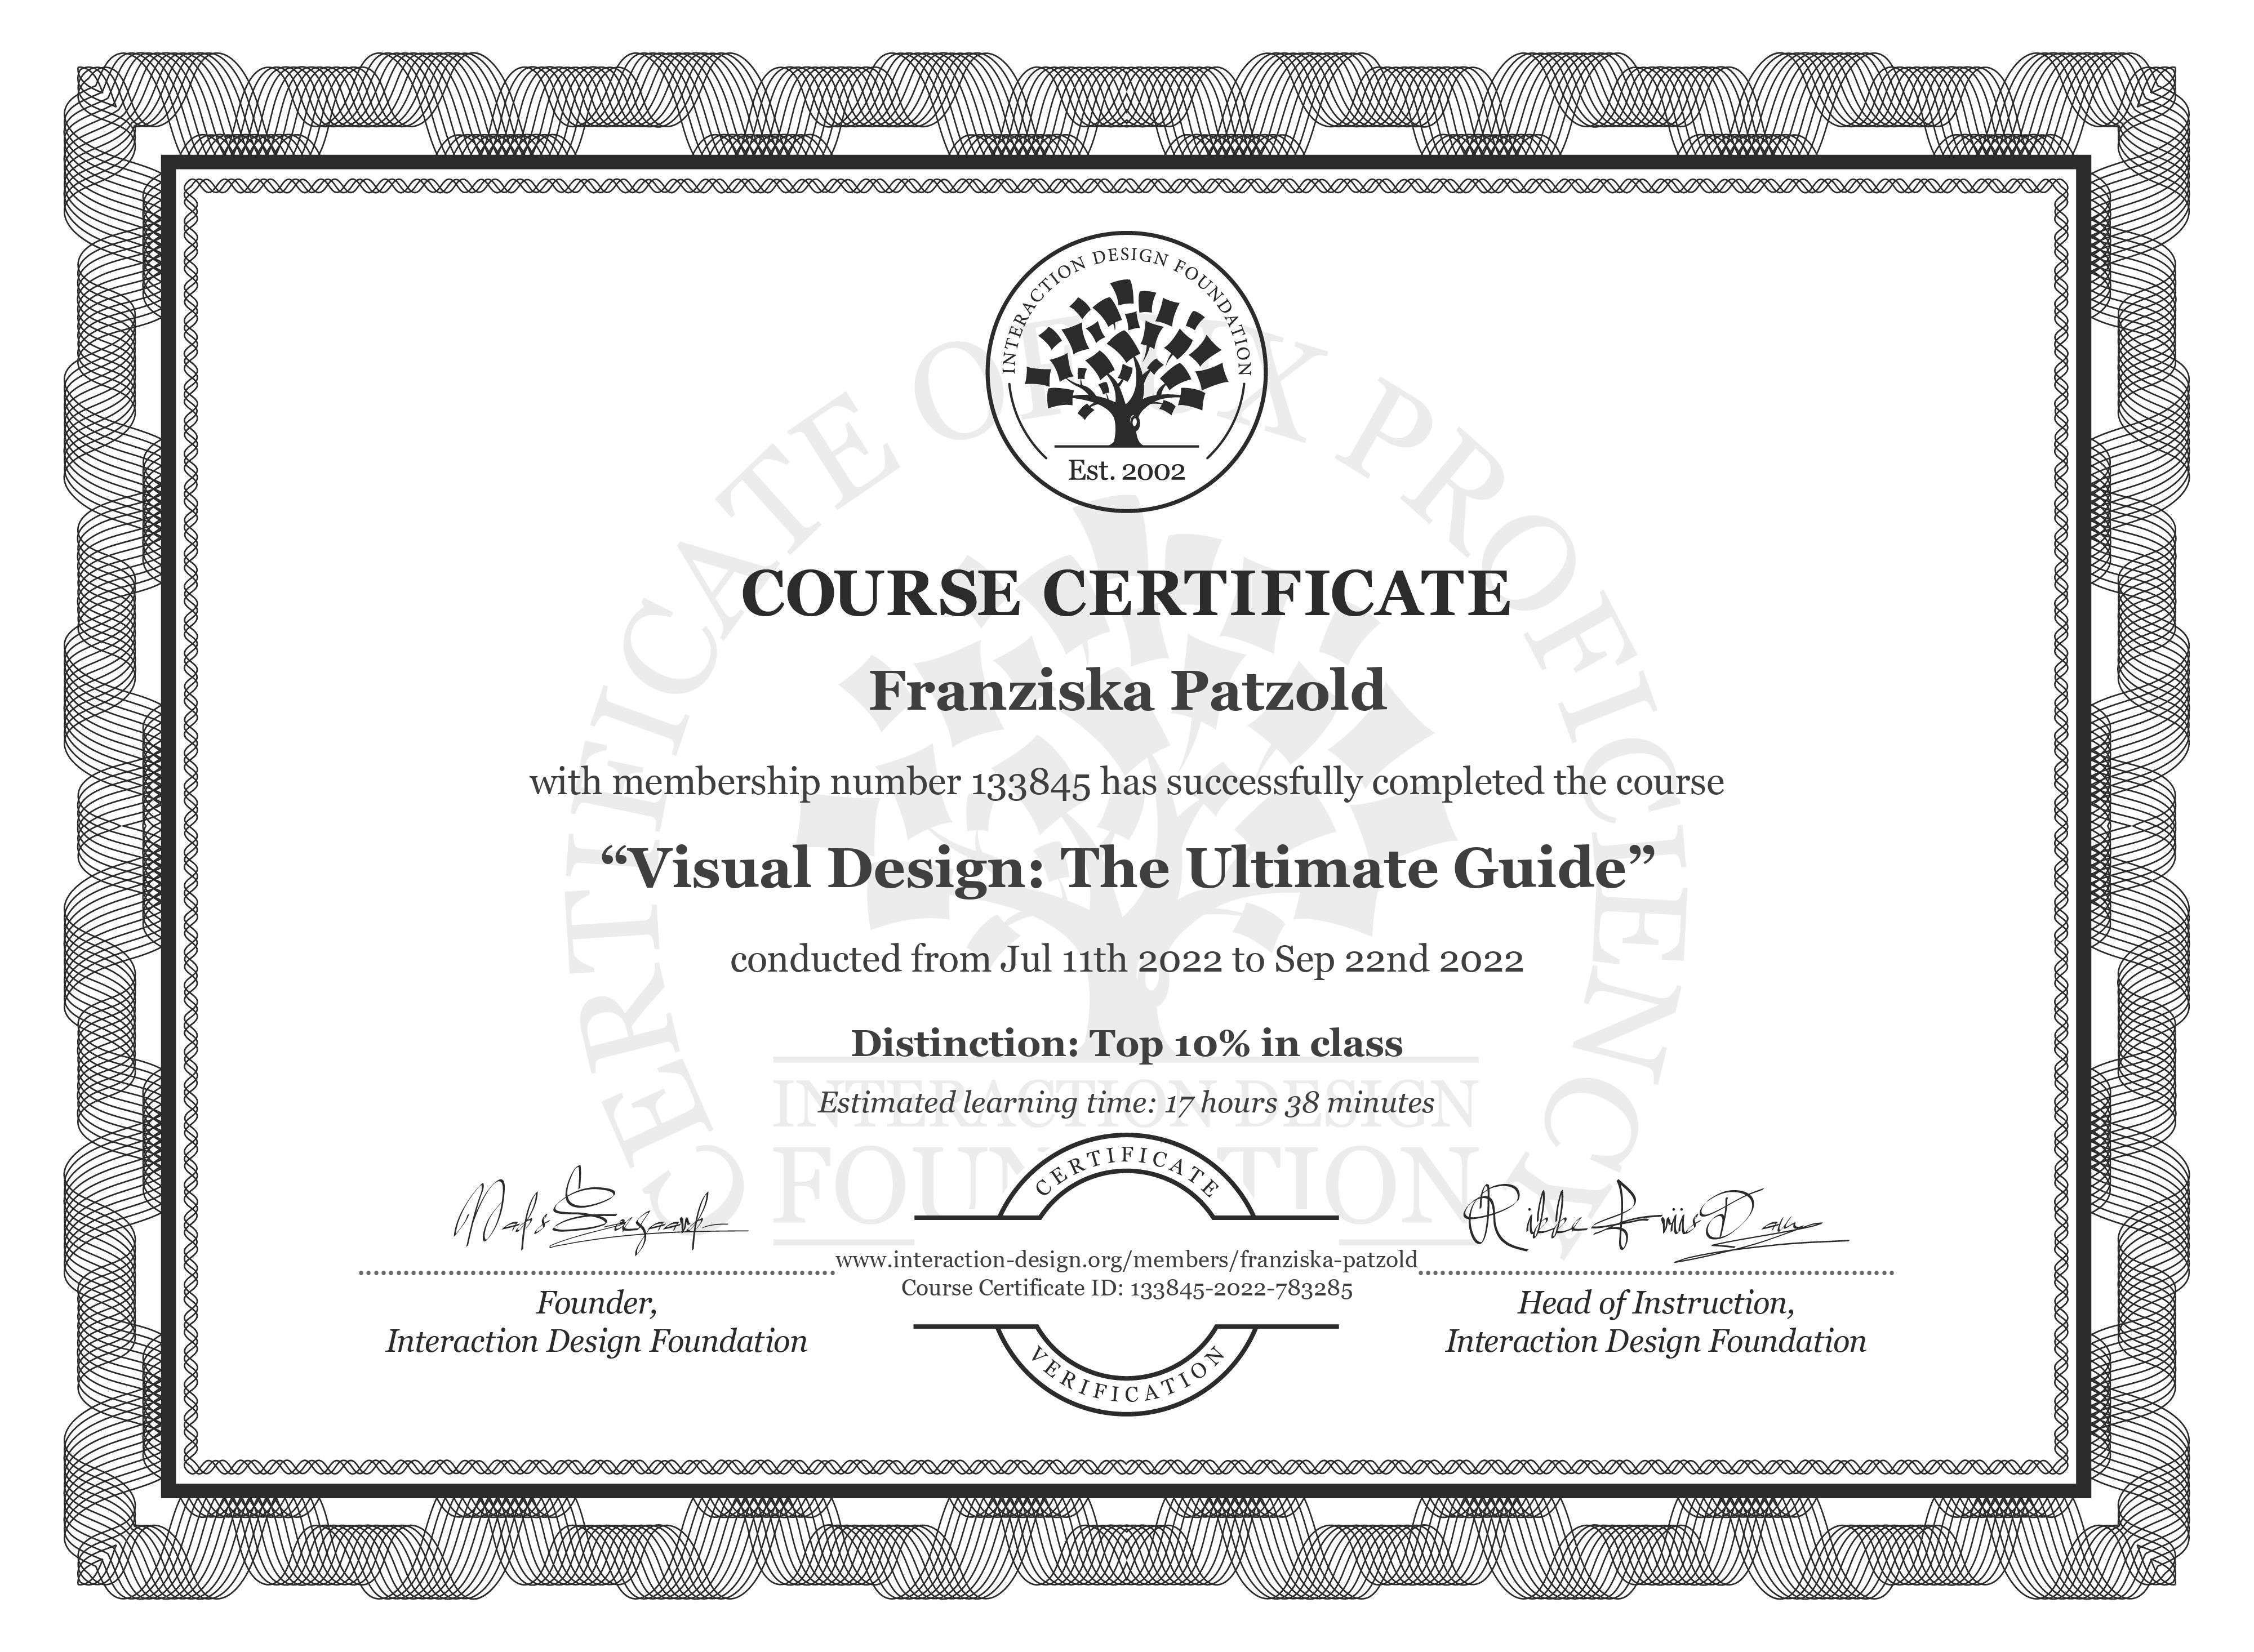 INTERACTION DESIGN FOUNDATION
Est. 2002
CERTIFICATE OF UX PROFICIENCY
COURSE CERTIFICATE
Franziska Patzold
with membership number 133845 has successfully completed the course
“Visual Design: The Ultimate Guide”
conducted from Jul 11th 2022 to Sep 22nd 2022
Distinction: Top 10% in class
INTERACTION DESIGN
FOUNDATION
Estimated learning time: 17 hours 38 minutes
CERTIFICATE
Mads Soegaard
Rikke Friis Dam
www.interaction-design.org/members/franziska-patzold
Course Certificate ID: 133845-2022-783285
Founder,
Interaction Design Foundation
Head of Instruction,
Interaction Design Foundation
VERIFICATION